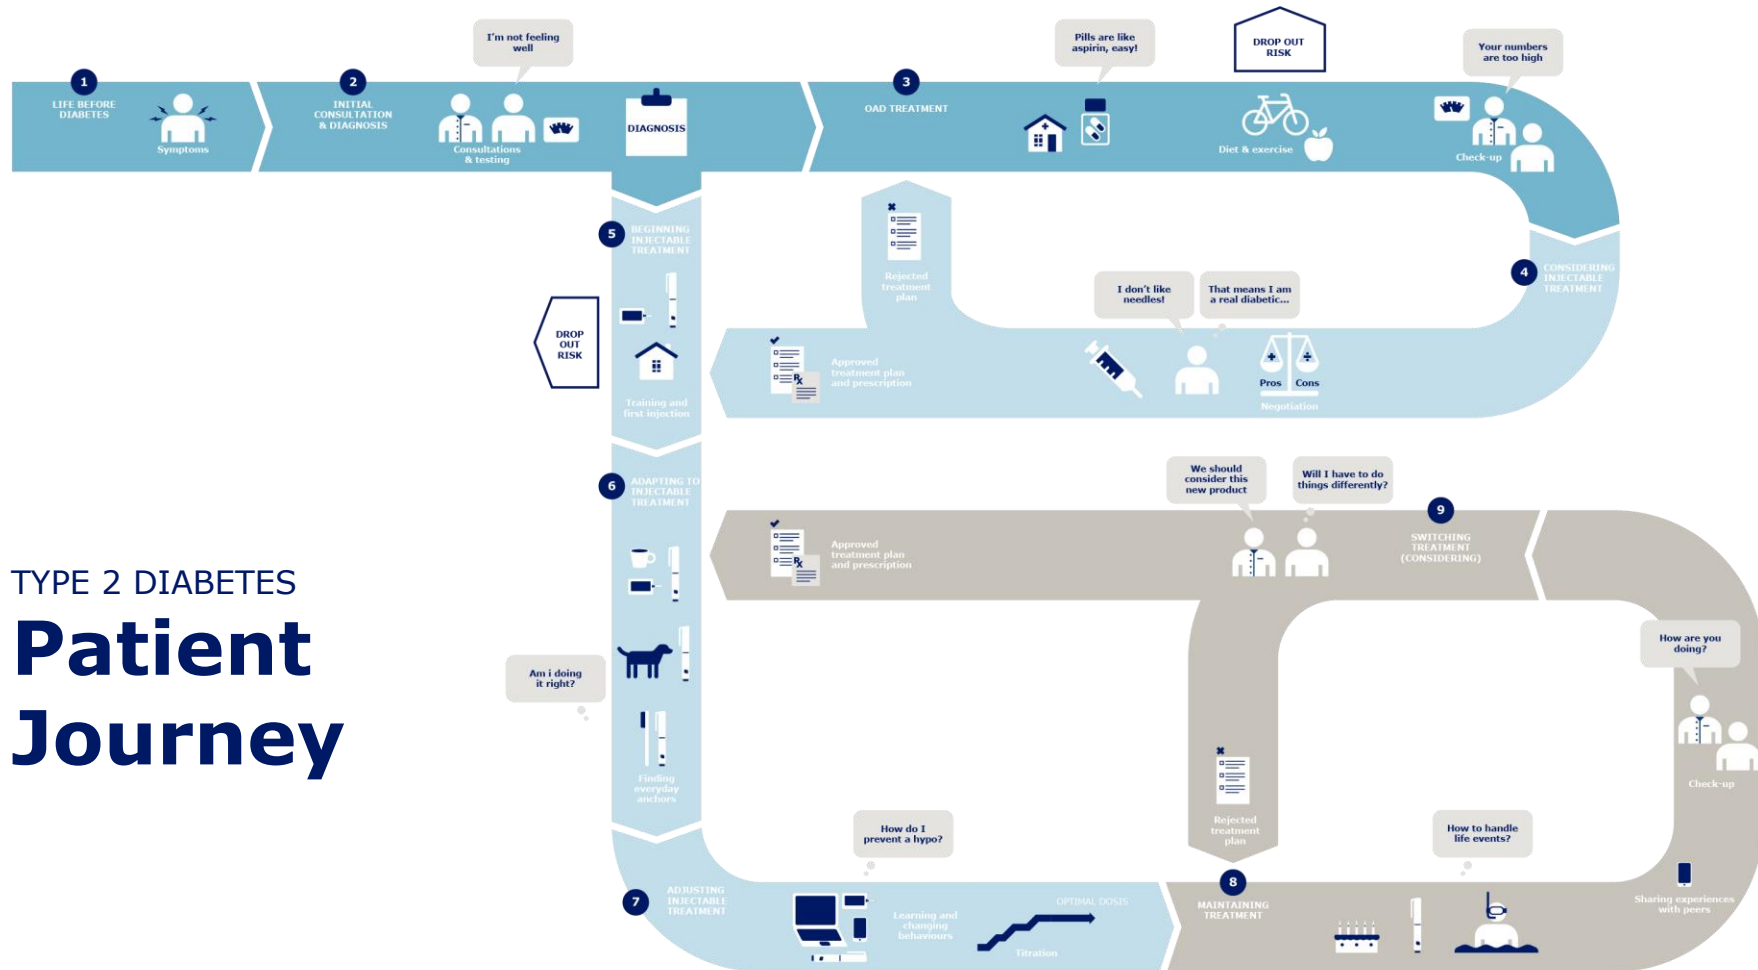 I'm not feeling
well
Pills are like
aspirin, easy!
DROP OUT
RISK
Your numbers
are too high
1
LIFE BEFORE
DIABETES
Symptoms
2
INITIAL
CONSULTATION
& DIAGNOSIS
Consultations
& testing
DIAGNOSIS
3
OAD TREATMENT
Diet & exercise
Check-up
5
BEGINNING
INJECTABLE
TREATMENT
Rejected
treatment
plan
4
CONSIDERING
INJECTABLE
TREATMENT
I don't like
needles!
That means I am
a real diabetic...
DROP
OUT
RISK
Training and
first injection
Rx
Approved
treatment plan
and prescription
Pros Cons
Negotiation
6
ADAPTING TO
INJECTABLE
TREATMENT
We should
consider this
new product
Will I have to do
things differently?
9
SWITCHING
TREATMENT
(CONSIDERING)
Rx
Approved
treatment plan
and prescription
TYPE 2 DIABETES
Patient
Journey
Am i doing
it right?
How are you
doing?
Finding
everyday
anchors
Check-up
Rejected
treatment
plan
How do I
prevent a hypo?
How to handle
life events?
7
ADJUSTING
INJECTABLE
TREATMENT
Learning and
changing
behaviours
OPTIMAL DOSIS
Titration
8
MAINTAINING
TREATMENT
Sharing experiences
with peers